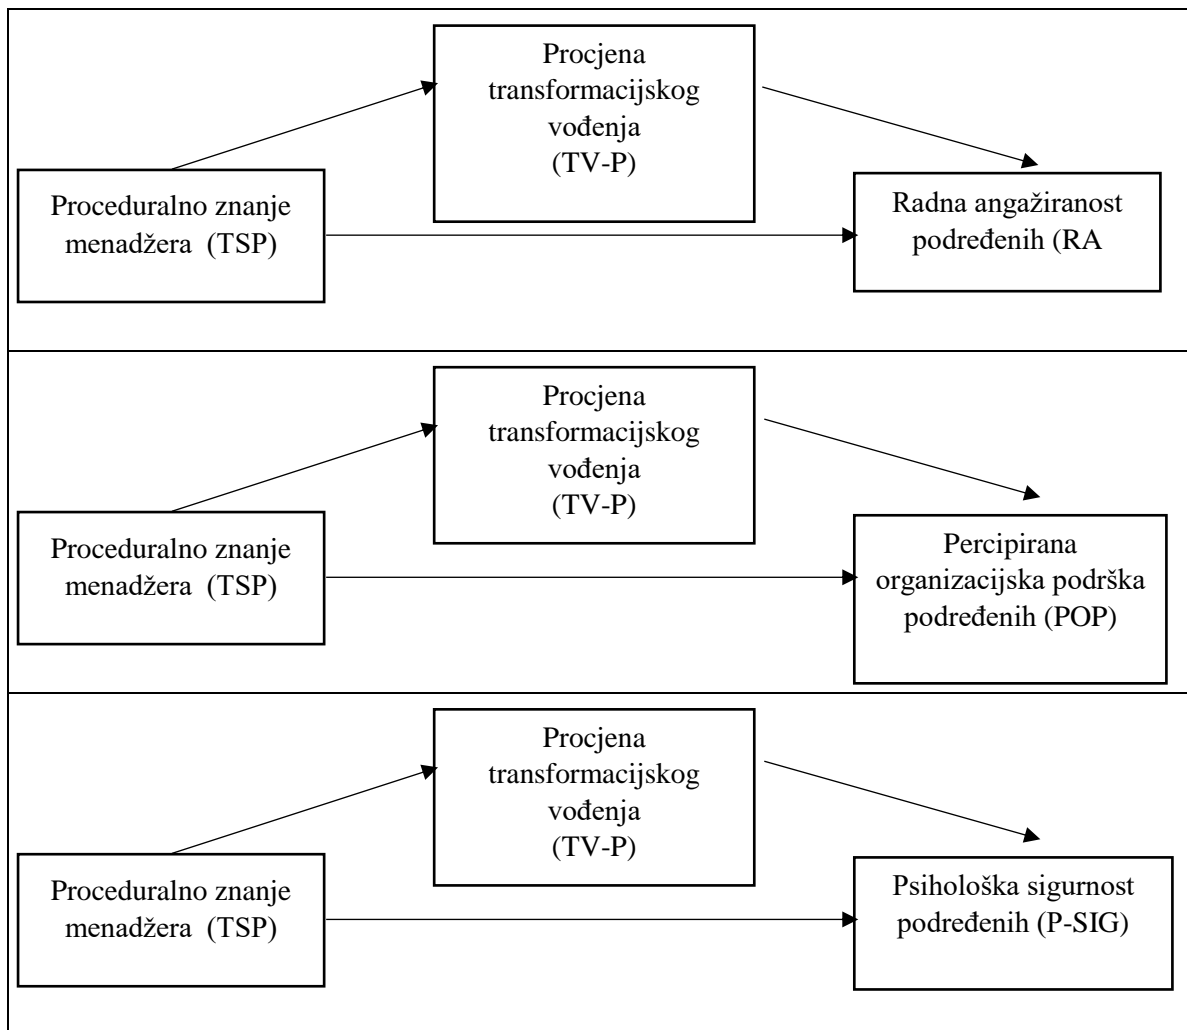 Procjena
transformacijskog
vođenja
(TV-P)
Proceduralno znanje
menadžera (TSP)
Radna angažiranost
podređenih (RA
Procjena
transformacijskog
vođenja
(TV-P)
Proceduralno znanje
menadžera (TSP)
Percipirana
organizacijska podrška
podređenih (POP)
Procjena
transformacijskog
vođenja
(TV-P)
Proceduralno znanje
menadžera (TSP)
Psihološka sigurnost
podređenih (P-SIG)